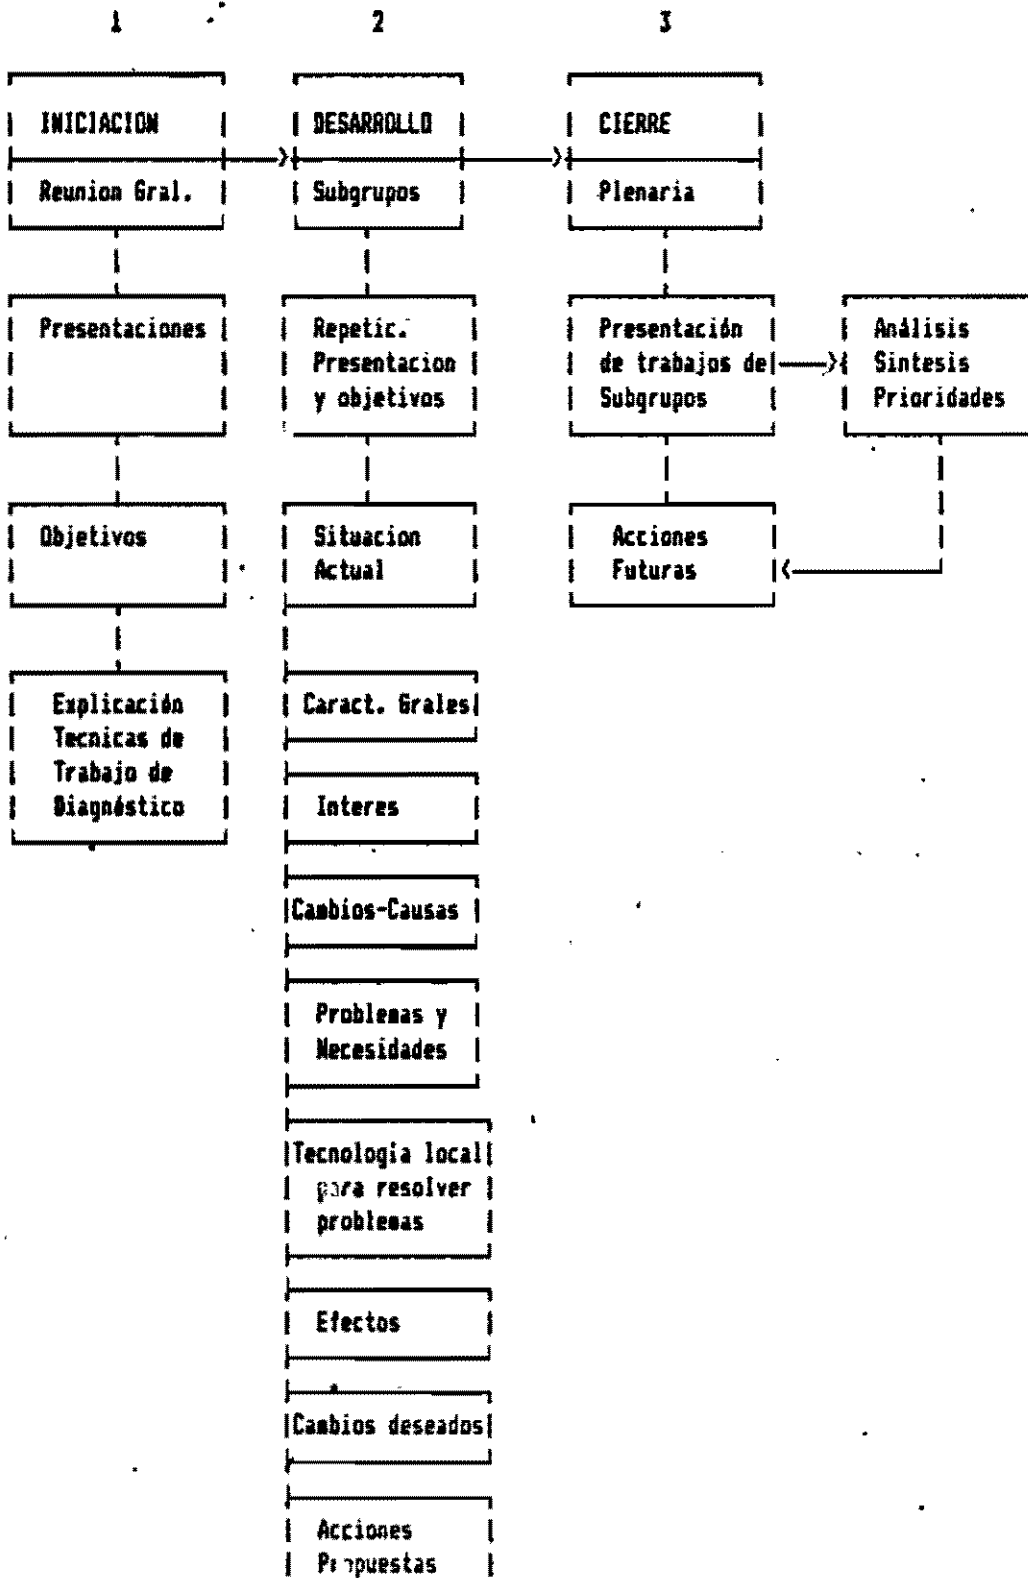 1 2 3
INICIACION
Reunion Gral.
Presentaciones
Objetivos
Explicación
Tecnicas de
Trabajo de
Diagnóstico
DESARROLLO
Subgrupos
Repetic.
Presentacion
y objetivos
Situacion
Actual
Caract. Grales
Interes
Cambios-Causas
Problemas y
Necesidades
Tecnologia local
para resolver
problemas
Efectos
Cambios deseados
Acciones
Propuestas
CIERRE
Plenaria
Presentación
de trabajos de
Subgrupos
Análisis
Sintesis
Prioridades
Acciones
Futuras